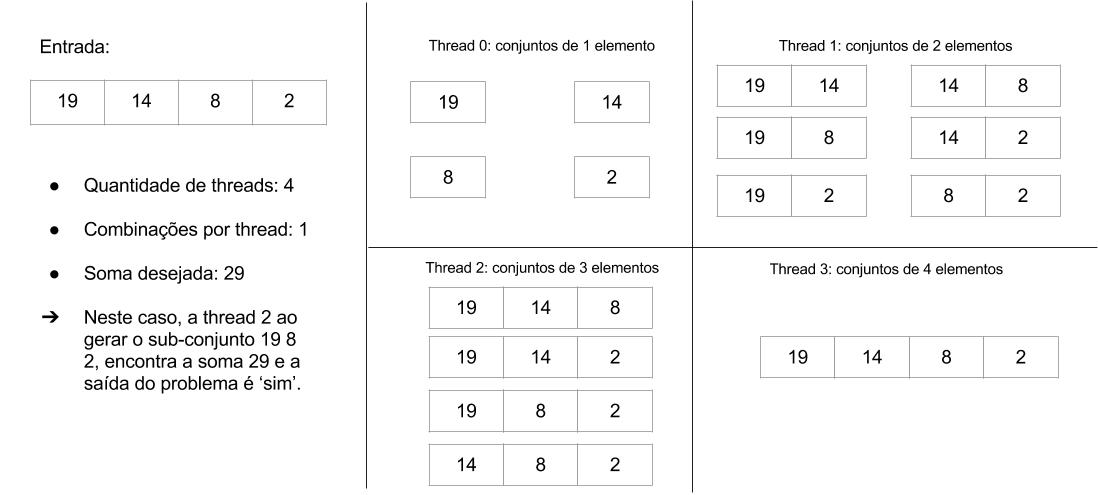 Entrada:
19 14 8 2
● Quantidade de threads: 4
● Combinações por thread: 1
● Soma desejada: 29
➔ Neste caso, a thread 2 ao
gerar o sub-conjunto 19 8
2, encontra a soma 29 e a
saída do problema é ‘sim’.
Thread 0: conjuntos de 1 elemento
19 14
8 2
Thread 1: conjuntos de 2 elementos
19 14 14 8
19 8 14 2
19 2 8 2
Thread 2: conjuntos de 3 elementos
19 14 8
19 14 2
19 8 2
14 8 2
Thread 3: conjuntos de 4 elementos
19 14 8 2